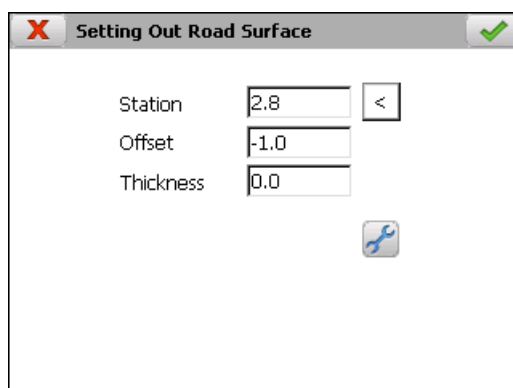 Setting Out Road Surface
Station 2.8 <
Offset -1.0
Thickness 0.0